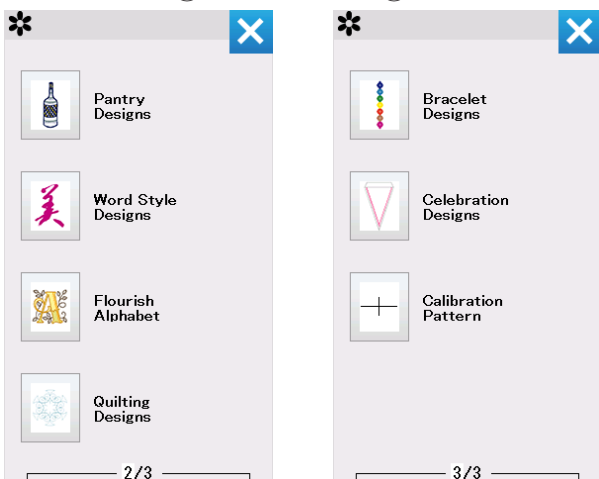 Pantry
Designs
Word Style
Designs
美
Flourish
Alphabet
A
Quilting
Designs
2/3
Bracelet
Designs
Celebration
Designs
Calibration
Pattern
3/3